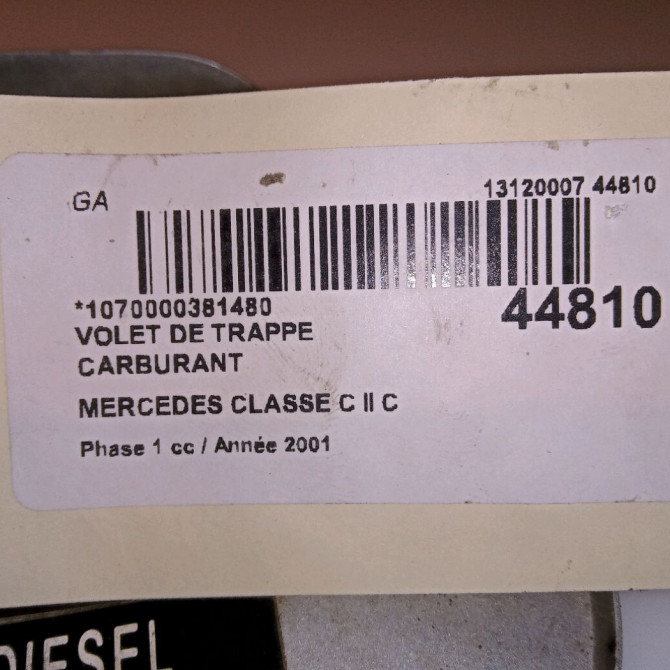 GA
13120007 44810
*1070000381480
44810
VOLET DE TRAPPE
CARBURANT
MERCEDES CLASSE C II C
Phase 1 cc / Année 2001
DIESEL